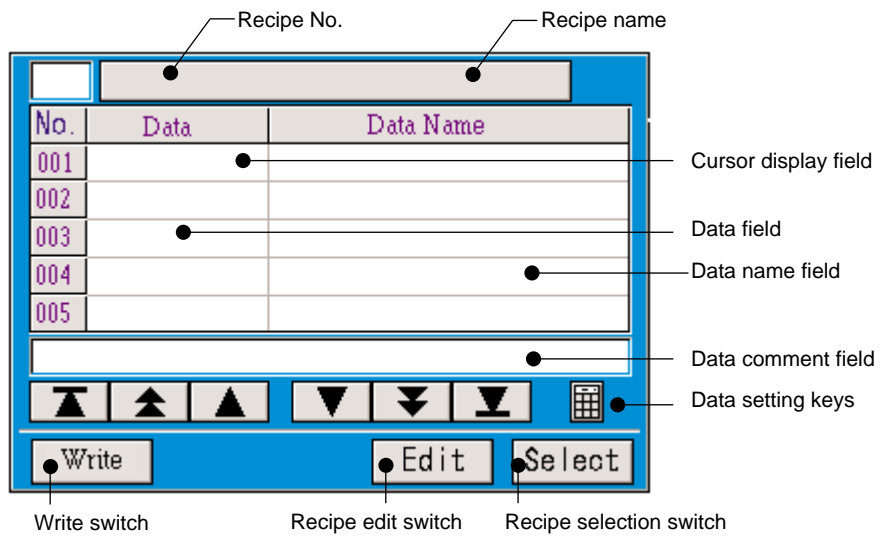 Recipe No. Recipe name
No. Data Data Name
001 Cursor display field
002
003 Data field
004 Data name field
005
Data comment field
Data setting keys
Write Edit Select
Write switch Recipe edit switch Recipe selection switch